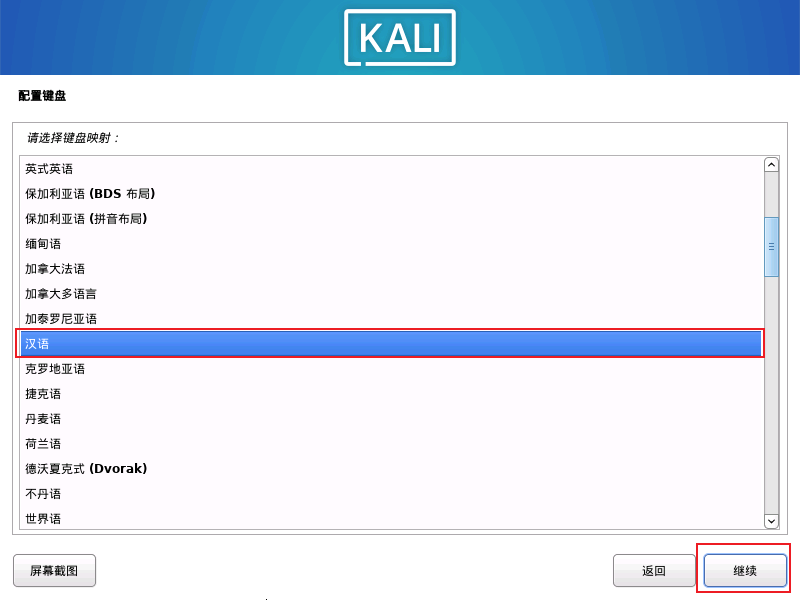 KALI
配置键盘
请选择键盘映射：
英式英语
保加利亚语 (BDS 布局)
保加利亚语 (拼音布局)
缅甸语
加拿大法语
加拿大多语言
加泰罗尼亚语
汉语
克罗地亚语
捷克语
丹麦语
荷兰语
德沃夏克式 (Dvorak)
不丹语
世界语
屏幕截图
返回
继续